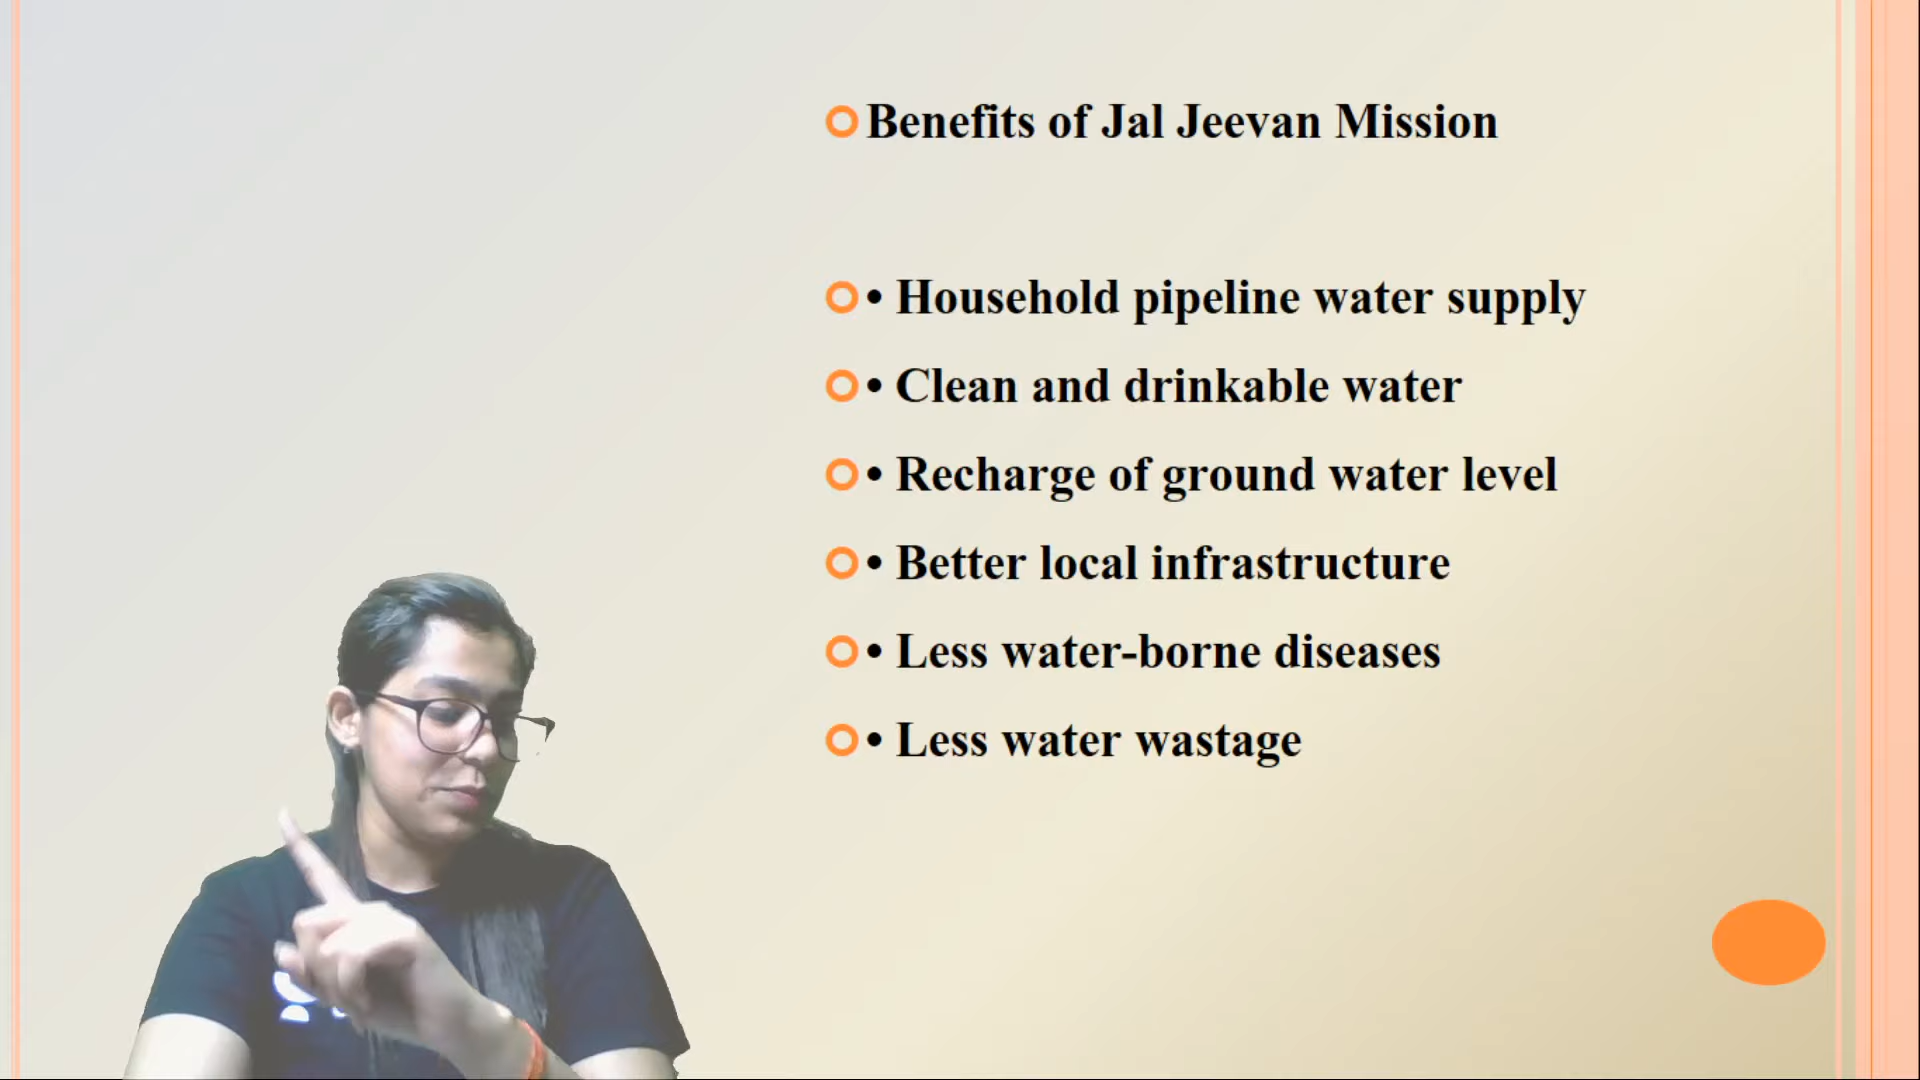 Benefits of Jal Jeevan Mission
• Household pipeline water supply
• Clean and drinkable water
• Recharge of ground water level
• Better local infrastructure
• Less water-borne diseases
• Less water wastage